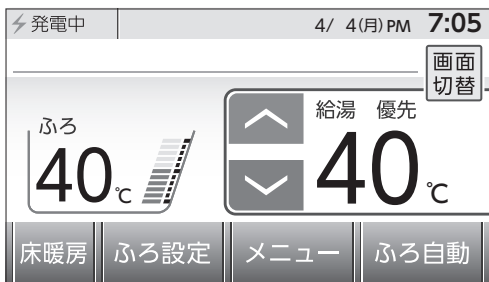 発電中 4/ 4(月) PM 7:05
画面
切替
ふろ 給湯 優先
40℃ 40℃
床暖房 ふろ設定 メニュー ふろ自動